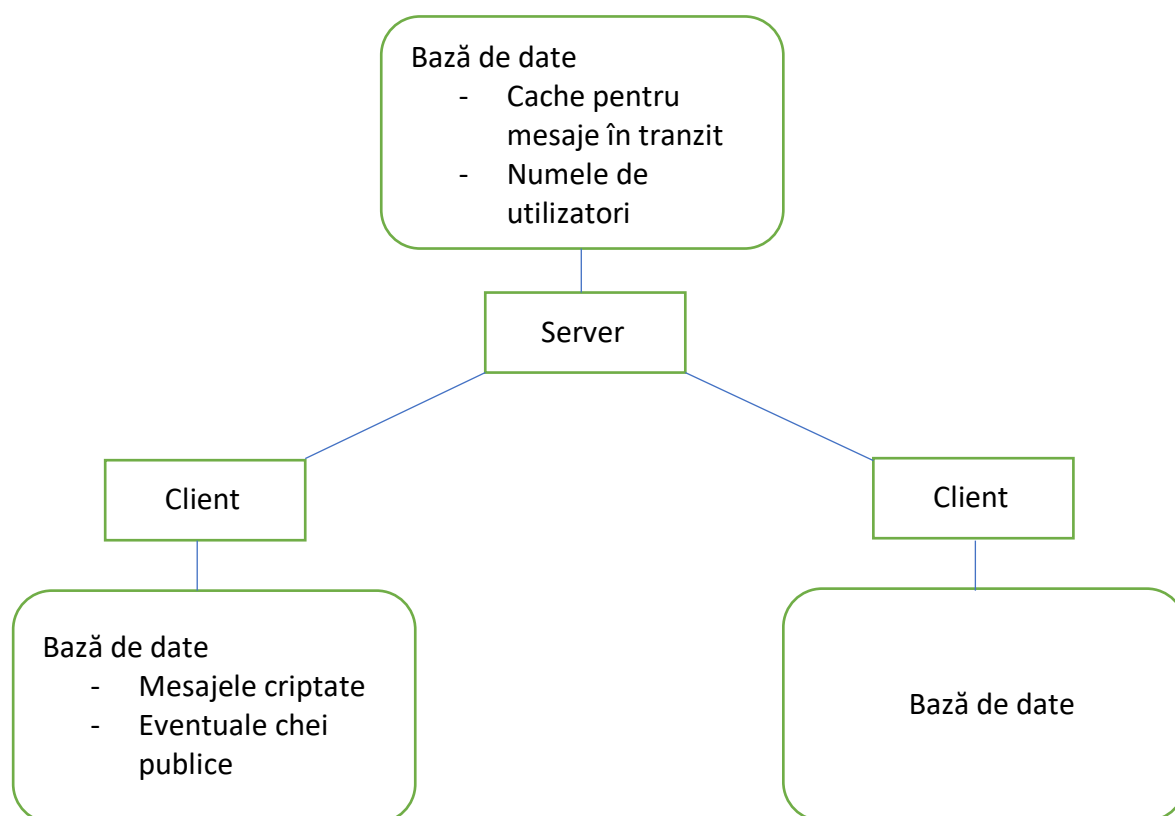 Bază de date
- Cache pentru
mesaje în tranzit
- Numele de
utilizatori
Server
Client
Client
Bază de date
- Mesajele criptate
- Eventuale chei
publice
Bază de date